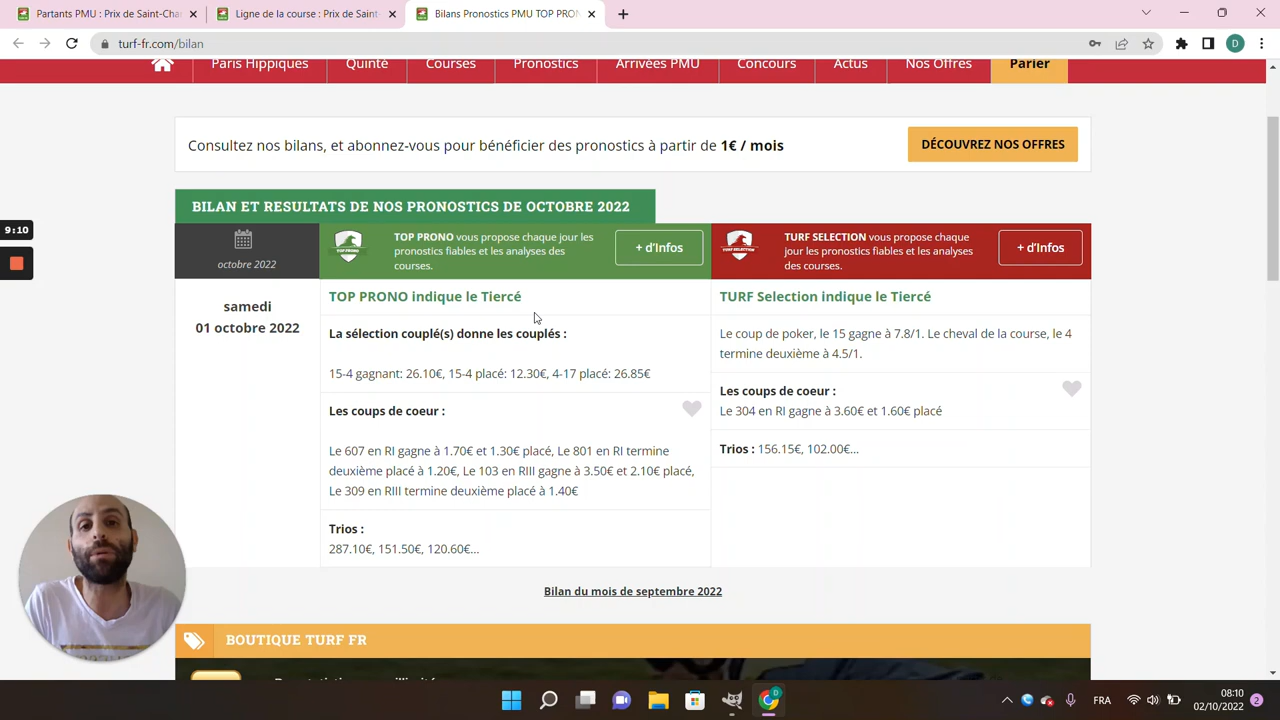 Partants PMU : Prix de Saint-Cha
Ligne de la course : Prix de Saint-
Bilans Pronostics PMU TOP PRON
turf-fr.com/bilan
D
Paris Hippiques
Quinté
Courses
Pronostics
Arrivées PMU
Concours
Actus
Nos Offres
Parier
Consultez nos bilans, et abonnez-vous pour bénéficier des pronostics à partir de 1€ / mois
DÉCOUVREZ NOS OFFRES
9:10
BILAN ET RESULTATS DE NOS PRONOSTICS DE OCTOBRE 2022
octobre 2022
TOP PRONO
TOP PRONO vous propose chaque jour les
pronostics fiables et les analyses des
courses.
+ d'Infos
TURF SELECTION
TURF SELECTION vous propose chaque
jour les pronostics fiables et les analyses
des courses.
+ d'Infos
samedi
01 octobre 2022
TOP PRONO indique le Tiercé
La sélection couplé(s) donne les couplés :
15-4 gagnant: 26.10€, 15-4 placé: 12.30€, 4-17 placé: 26.85€
Les coups de coeur :
Le 607 en RI gagne à 1.70€ et 1.30€ placé, Le 801 en RI termine
deuxième placé à 1.20€, Le 103 en RIII gagne à 3.50€ et 2.10€ placé,
Le 309 en RIII termine deuxième placé à 1.40€
Trios :
287.10€, 151.50€, 120.60€...
TURF Selection indique le Tiercé
Le coup de poker, le 15 gagne à 7.8/1. Le cheval de la course, le 4
termine deuxième à 4.5/1.
Les coups de coeur :
Le 304 en RI gagne à 3.60€ et 1.60€ placé
Trios : 156.15€, 102.00€...
Bilan du mois de septembre 2022
BOUTIQUE TURF FR
FRA
08:10
02/10/2022
2